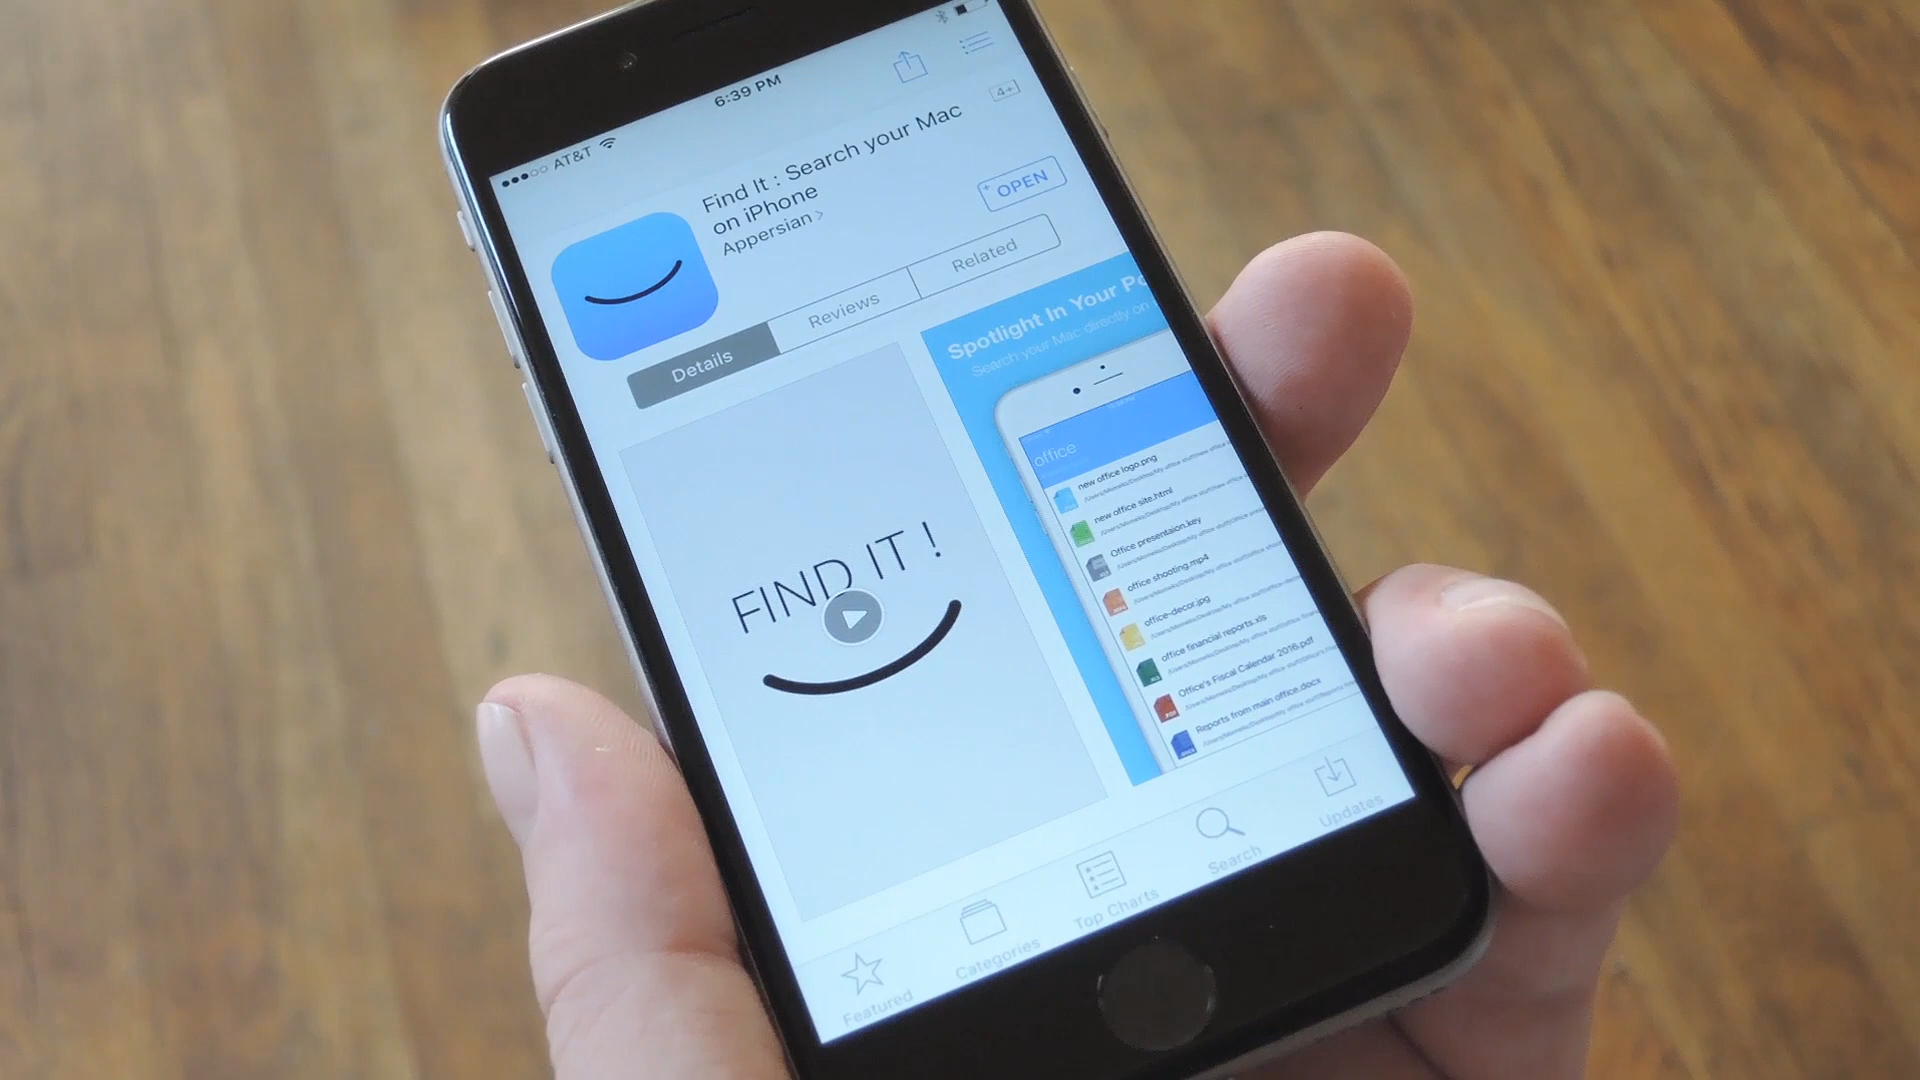 AT&T
6:39 PM
4+
Find It : Search your Mac
on iPhone
Appersian >
+ OPEN
Details
Reviews
Related
FIND IT !
Spotlight In Your Po
Search your Mac directly on
office
new office logo.png
new office site.html
Office presentaion.key
office shooting.mp4
office-decor.jpg
office financial reports.xls
Office's Fiscal Calendar 2016.pdf
Reports from main office.docx
Featured
Categories
Top Charts
Search
Updates